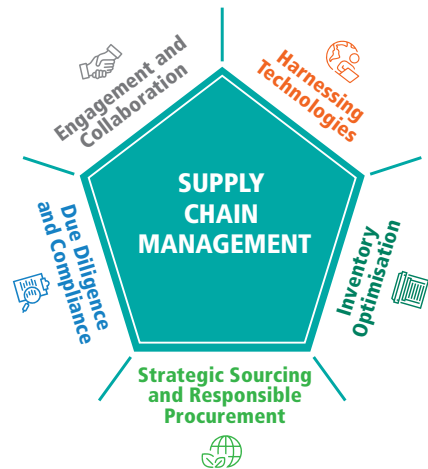 Engagement and
Collaboration
Harnessing
Technologies
SUPPLY
CHAIN
MANAGEMENT
Due Diligence
and Compliance
Inventory
Optimisation
Strategic Sourcing
and Responsible
Procurement